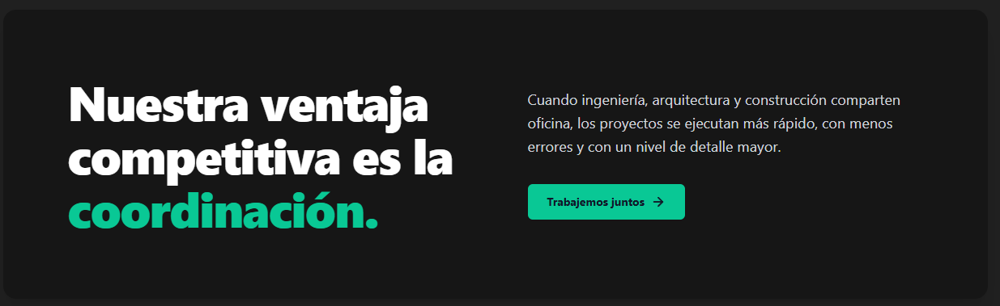 Nuestra ventaja
competitiva es la
coordinación.
Cuando ingeniería, arquitectura y construcción comparten
oficina, los proyectos se ejecutan más rápido, con menos
errores y con un nivel de detalle mayor.
Trabajemos juntos →